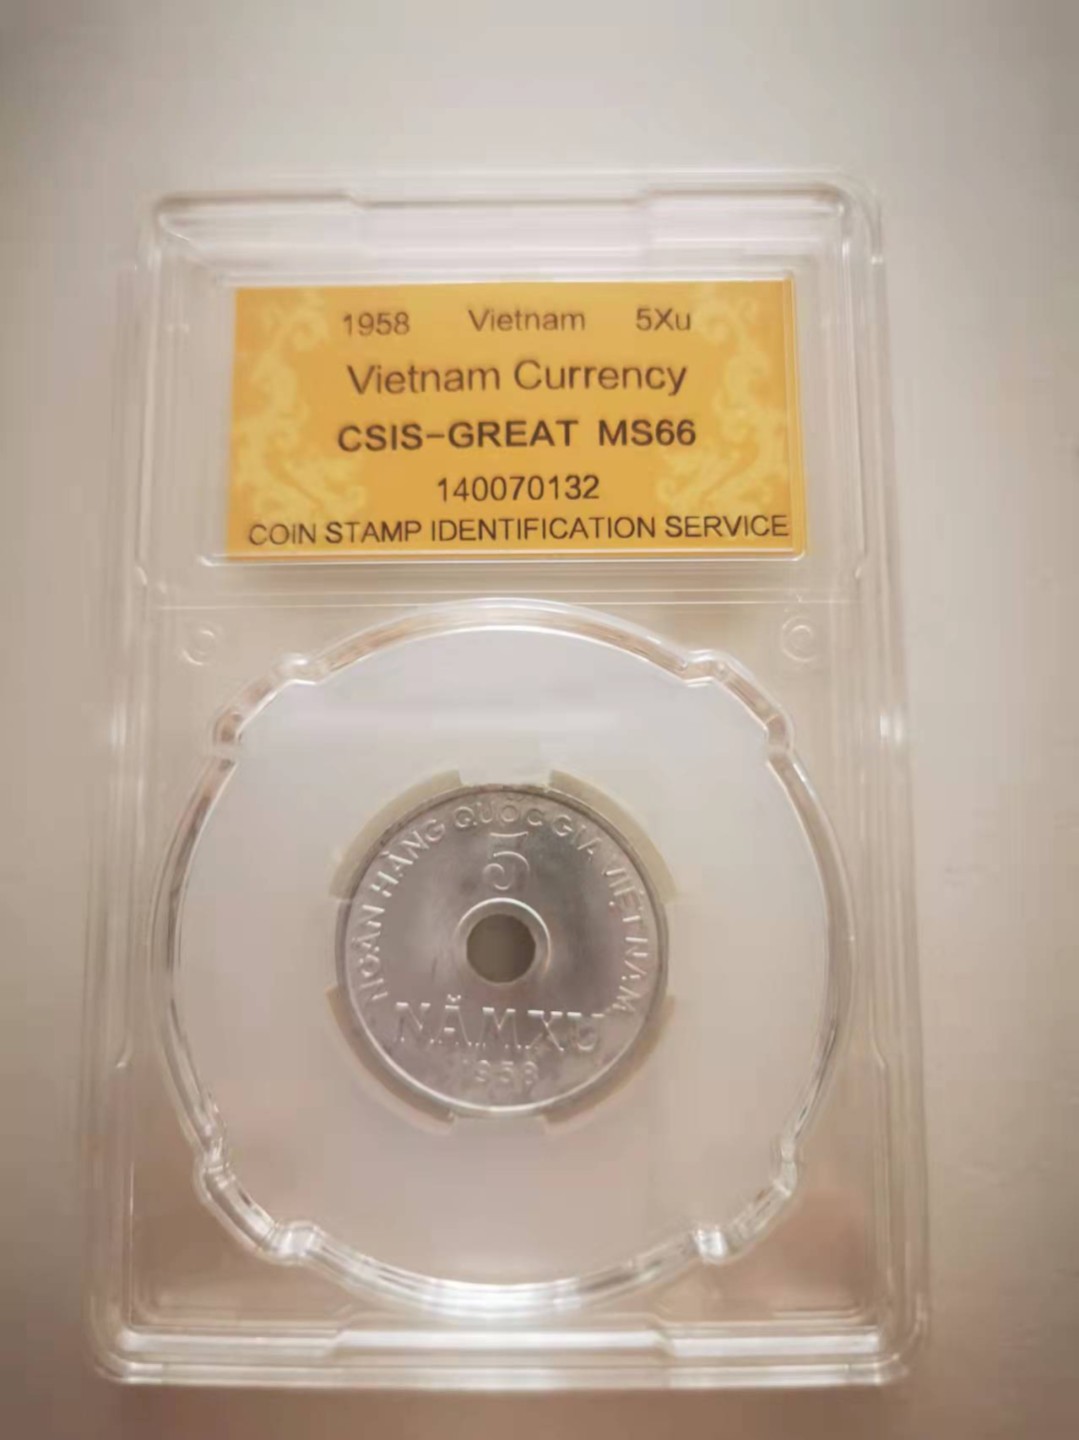 1958 Vietnam 5Xu
Vietnam Currency
CSIS-GREAT MS66
140070132
COIN STAMP IDENTIFICATION SERVICE
NGÂN HÀNG QUỐC GIA VIỆT NAM
5
NĂM XU
1958